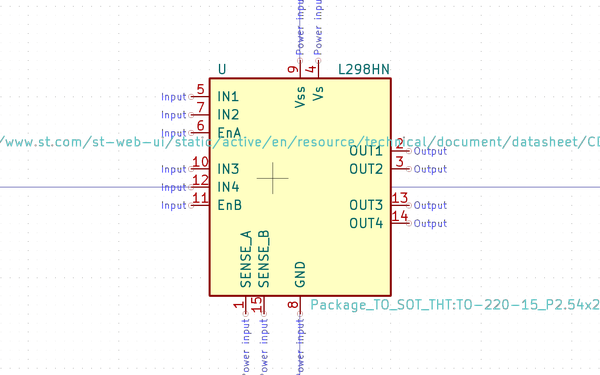 Power input
Power input
9
4
U
L298HN
Vss
Vs
Input 5 IN1
Input 7 IN2
Input 6 EnA
/www.st.com/st-web-ui/static/active/en/resource/technical/document/datasheet/CD
OUT1 2 Output
Input 10 IN3
OUT2 3 Output
Input 12 IN4
Input 11 EnB
OUT3 13 Output
OUT4 14 Output
SENSE_A
SENSE_B
GND
1
15
8
Package_TO_SOT_THT:TO-220-15_P2.54x2
Power input
Power input
Power input